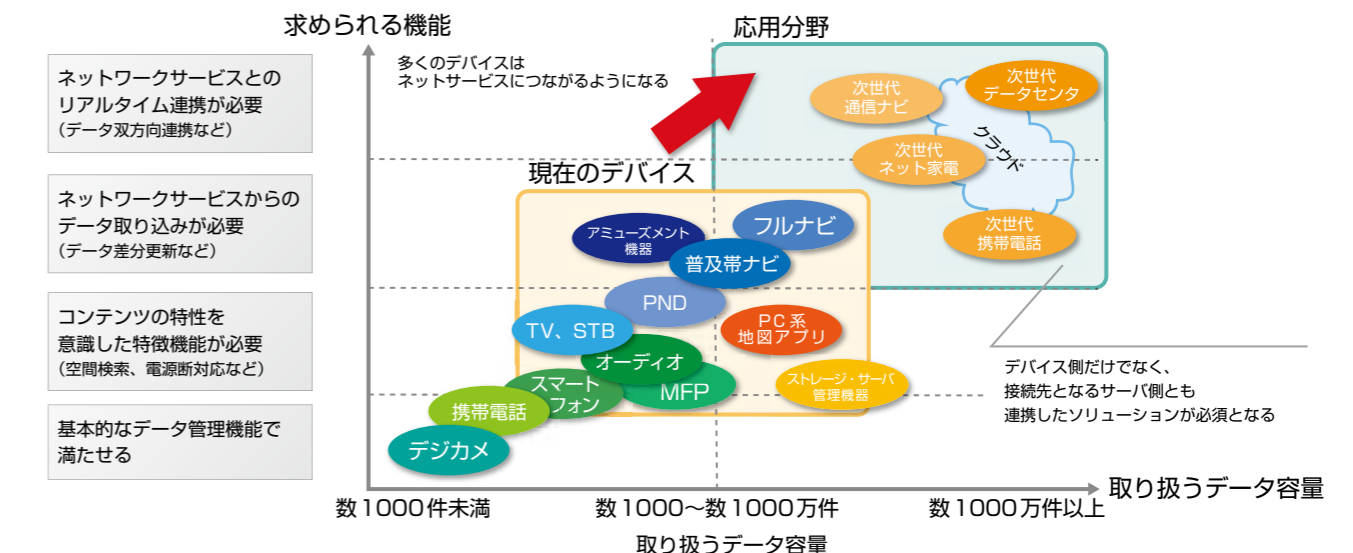 求められる機能
応用分野
多くのデバイスは
ネットサービスにつながるようになる
ネットワークサービスとの
リアルタイム連携が必要
（データ双方向連携など）
次世代
通信ナビ
次世代
データセンタ
クラウド
次世代
ネット家電
現在のデバイス
ネットワークサービスからの
データ取り込みが必要
（データ差分更新など）
次世代
携帯電話
アミューズメント
機器
フルナビ
普及帯ナビ
コンテンツの特性を
意識した特徴機能が必要
（空間検索、電源断対応など）
PND
TV、STB
PC系
地図アプリ
オーディオ
スマート
フォン
MFP
ストレージ・サーバ
管理機器
デバイス側だけでなく、
接続先となるサーバ側とも
連携したソリューションが必須となる
基本的なデータ管理機能で
満たせる
携帯電話
デジカメ
取り扱うデータ容量
数1000件未満
数1000～数1000万件
数1000万件以上
取り扱うデータ容量